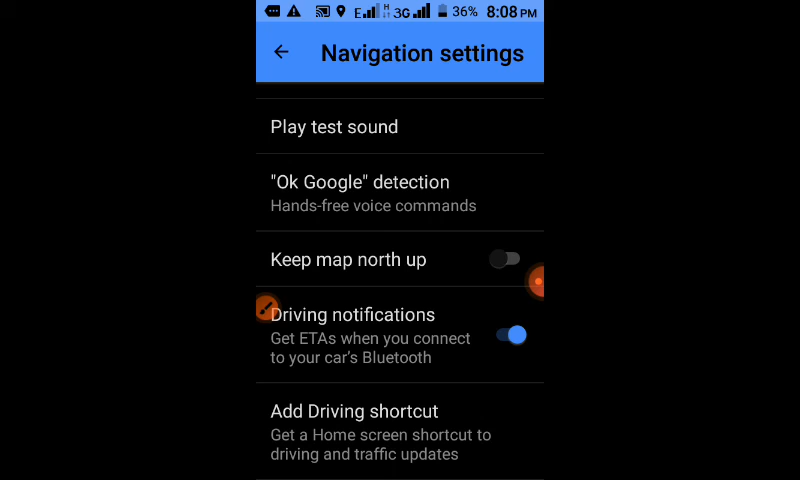 E H 3G 36% 8:08 PM
Navigation settings
Play test sound
"Ok Google" detection
Hands-free voice commands
Keep map north up
Driving notifications
Get ETAs when you connect
to your car's Bluetooth
Add Driving shortcut
Get a Home screen shortcut to
driving and traffic updates